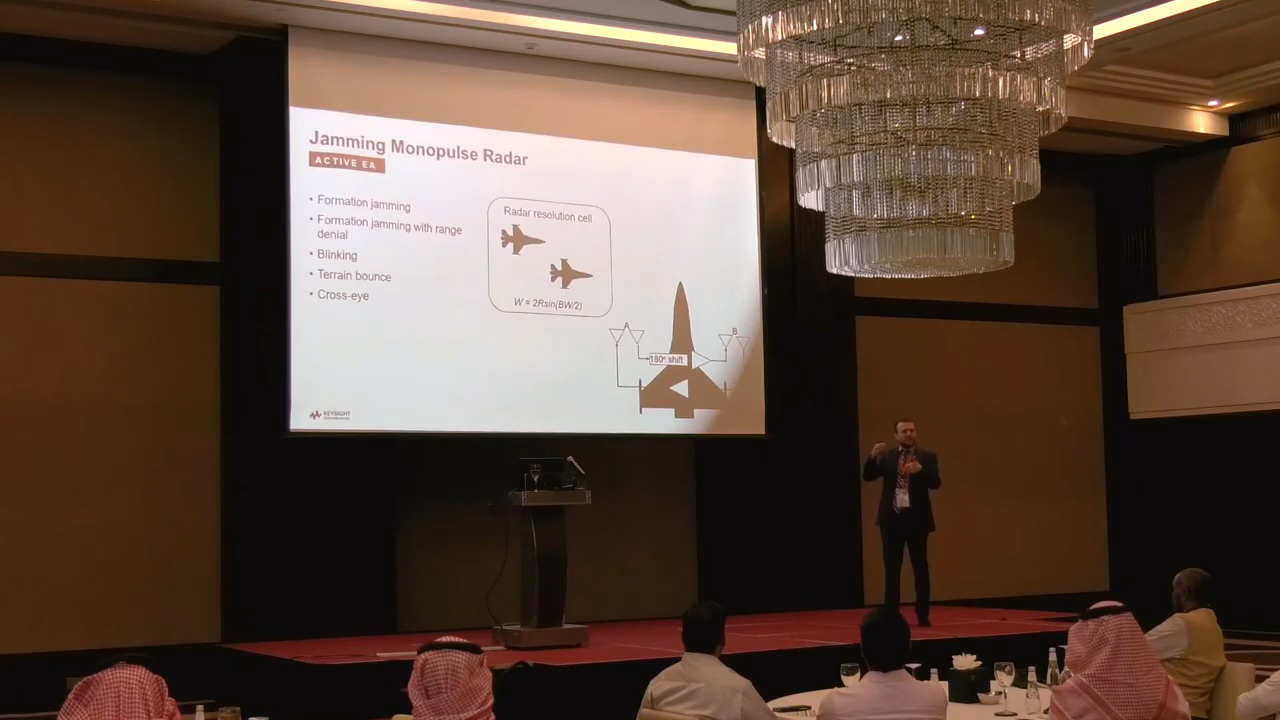 Jamming Monopulse Radar
ACTIVE EA
• Formation jamming
• Formation jamming with range
denial
• Blinking
• Terrain bounce
• Cross-eye
Radar resolution cell
W = 2Rsin(BW/2)
A
B
180° shift
KEYSIGHT